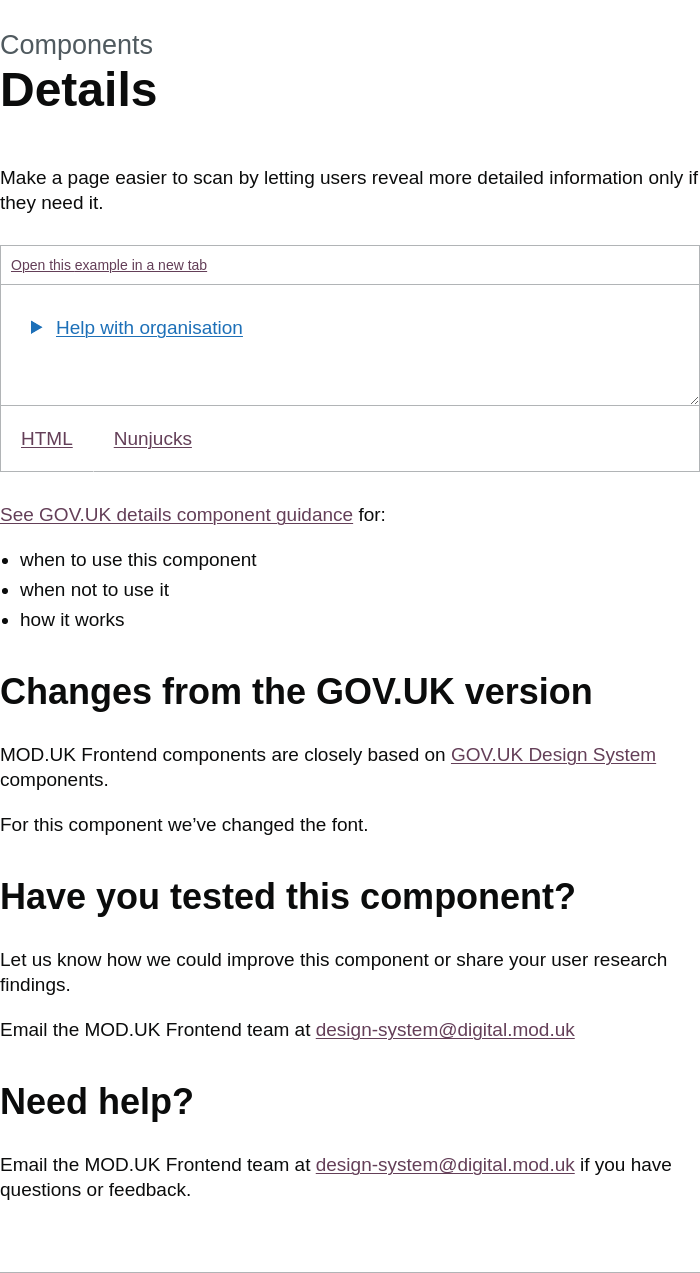 Components
Details
Make a page easier to scan by letting users reveal more detailed information only if
they need it.
Open this example in a new tab
Help with organisation
HTML
Nunjucks
See GOV.UK details component guidance for:
when to use this component
when not to use it
how it works
Changes from the GOV.UK version
MOD.UK Frontend components are closely based on GOV.UK Design System
components.
For this component we’ve changed the font.
Have you tested this component?
Let us know how we could improve this component or share your user research
findings.
Email the MOD.UK Frontend team at design-system@digital.mod.uk
Need help?
Email the MOD.UK Frontend team at design-system@digital.mod.uk if you have
questions or feedback.